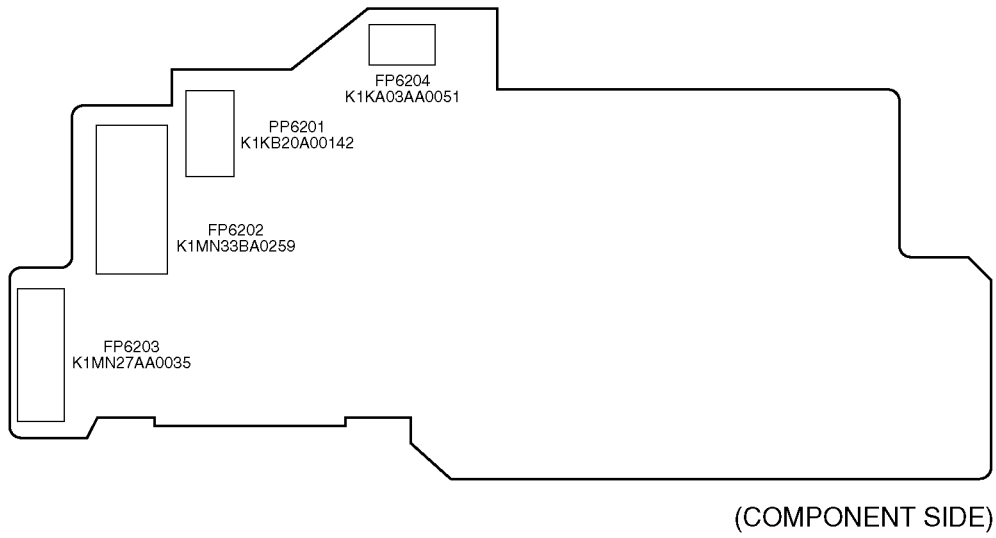 FP6204
K1KA03AA0051
PP6201
K1KB20A00142
FP6202
K1MN33BA0259
FP6203
K1MN27AA0035
(COMPONENT SIDE)